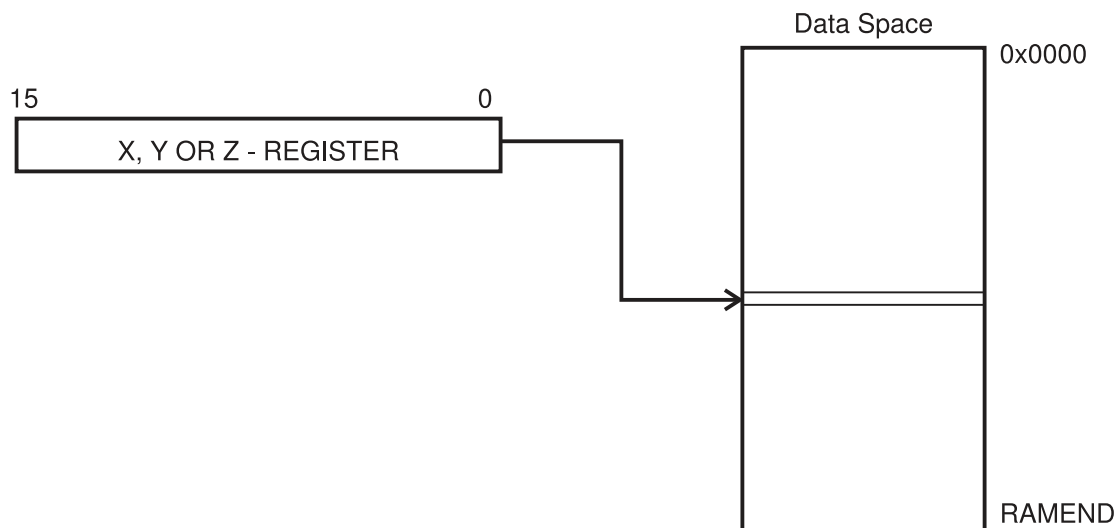 Data Space
0x0000
15 0
X, Y OR Z - REGISTER
RAMEND